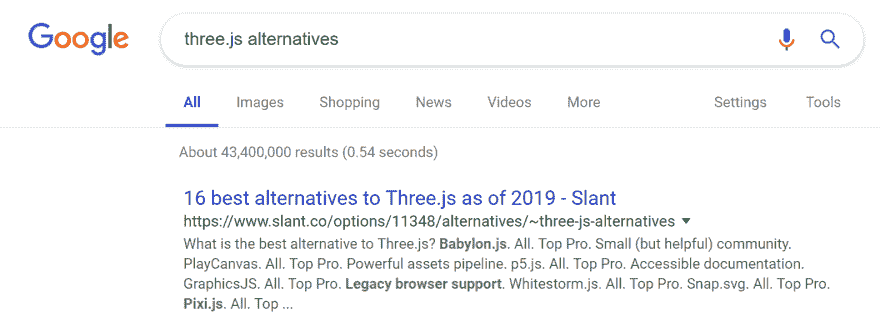 Google
three.js alternatives
All Images Shopping News Videos More Settings Tools
About 43,400,000 results (0.54 seconds)
16 best alternatives to Three.js as of 2019 - Slant
https://www.slant.co/options/11348/alternatives/~three-js-alternatives
What is the best alternative to Three.js? Babylon.js. All. Top Pro. Small (but helpful) community.
PlayCanvas. All. Top Pro. Powerful assets pipeline. p5.js. All. Top Pro. Accessible documentation.
GraphicsJS. All. Top Pro. Legacy browser support. Whitestorm.js. All. Top Pro. Snap.svg. All. Top Pro.
Pixi.js. All. Top ...